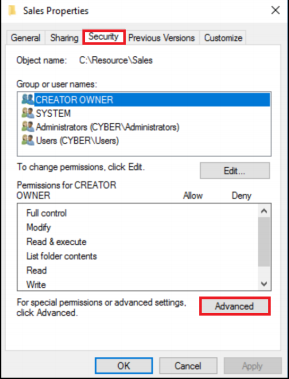 Sales Properties
General Sharing Security Previous Versions Customize
Object name: C:\Resource\Sales
Group or user names:
CREATOR OWNER
SYSTEM
Administrators (CYBER\Administrators)
Users (CYBER\Users)
To change permissions, click Edit.
Edit...
Permissions for CREATOR
OWNER Allow Deny
Full control
Modify
Read & execute
List folder contents
Read
Write
For special permissions or advanced settings,
click Advanced.
Advanced
OK Cancel Apply